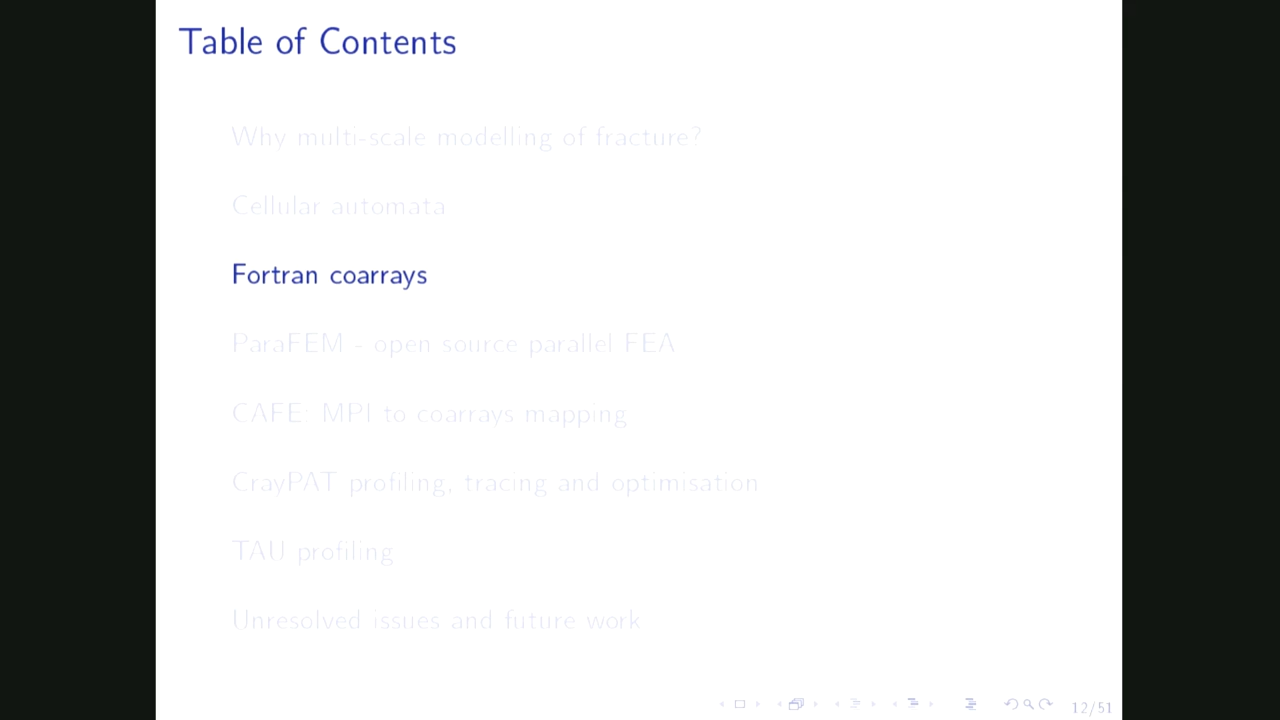 Table of Contents
Why multi-scale modelling of fracture?
Cellular automata
Fortran coarrays
ParaFEM - open source parallel FEA
CAFE: MPI to coarrays mapping
CrayPAT profiling, tracing and optimisation
TAU profiling
Unresolved issues and future work
12/51